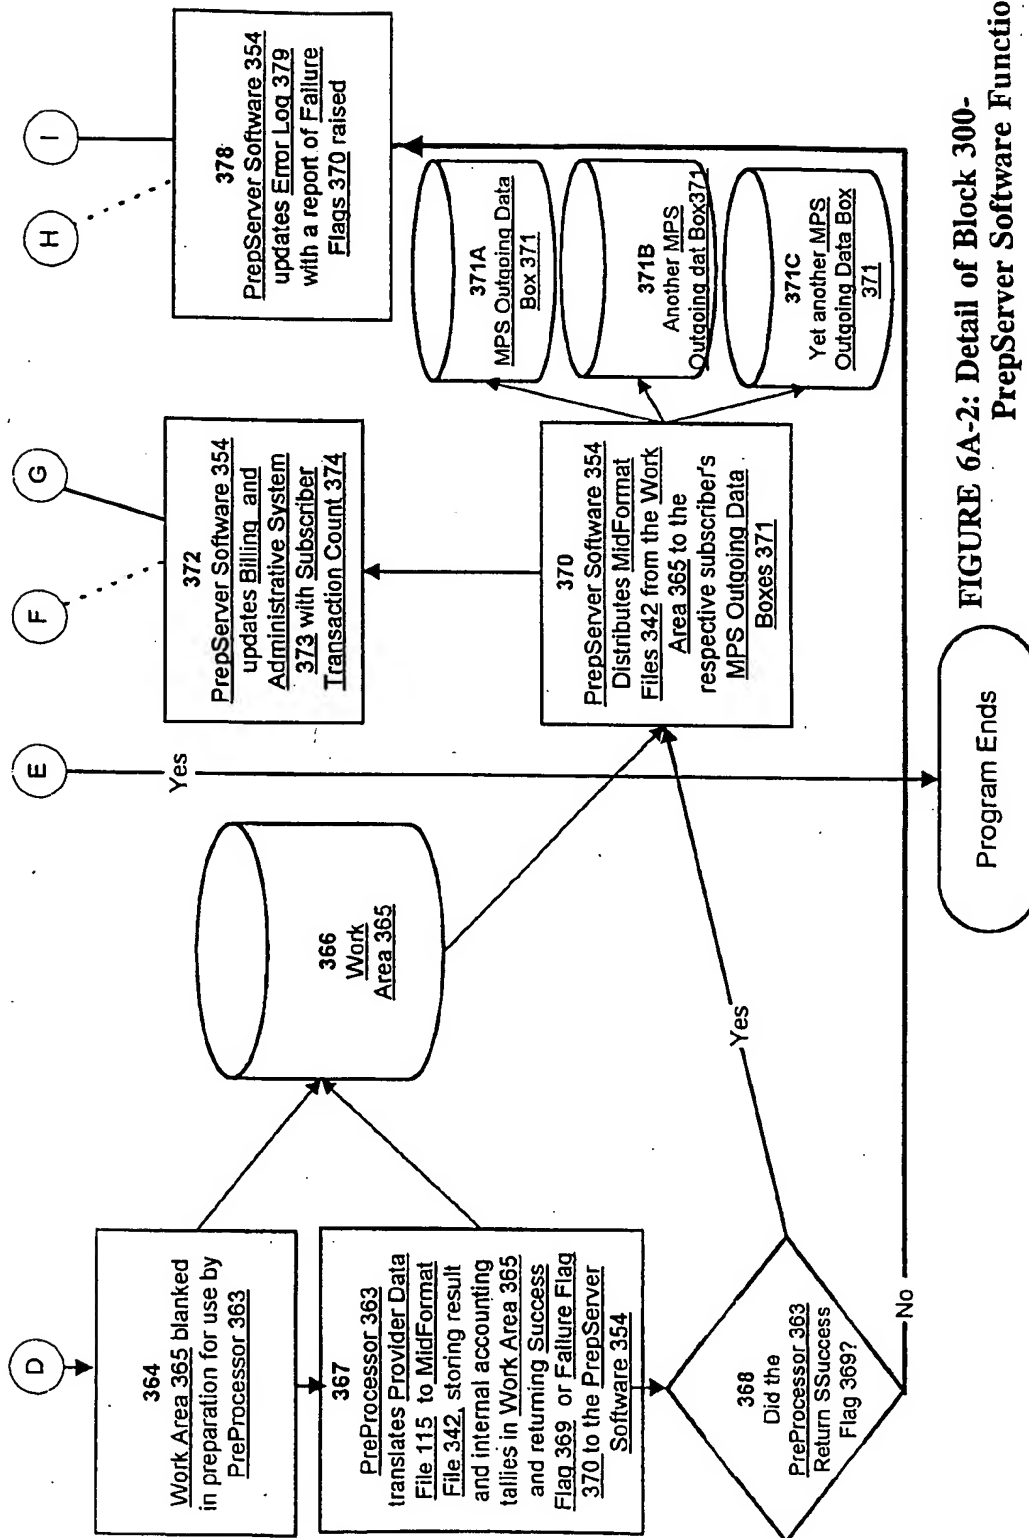 D
364
Work Area 365 blanked
in preparation for use by
PreProcessor 363
367
PreProcessor 363
translates Provider Data
File 115 to MidFormat
File 342, storing result
and internal accounting
tallies in Work Area 365
and returning Success
Flag 369 or Failure Flag
370 to the PrepServer
Software 354
368
Did the
PreProcessor 363
Return SSuccess
Flag 369?
No
Yes
366
Work
Area 365
E
Yes
Program Ends
F
G
372
PrepServer Software 354
updates Billing and
Administrative System
373 with Subscriber
Transaction Count 374
370
PrepServer Software 354
Distributes MidFormat
Files 342 from the Work
Area 365 to the
respective subscriber's
MPS Outgoing Data
Boxes 371
H
I
378
PrepServer Software 354
updates Error Log 379
with a report of Failure
Flags 370 raised
371A
MPS Outgoing Data
Box 371
371B
Another MPS
Outgoing dat Box371
371C
Yet another MPS
Outgoing Data Box
371
FIGURE 6A-2: Detail of Block 300-
PrepServer Software Functio